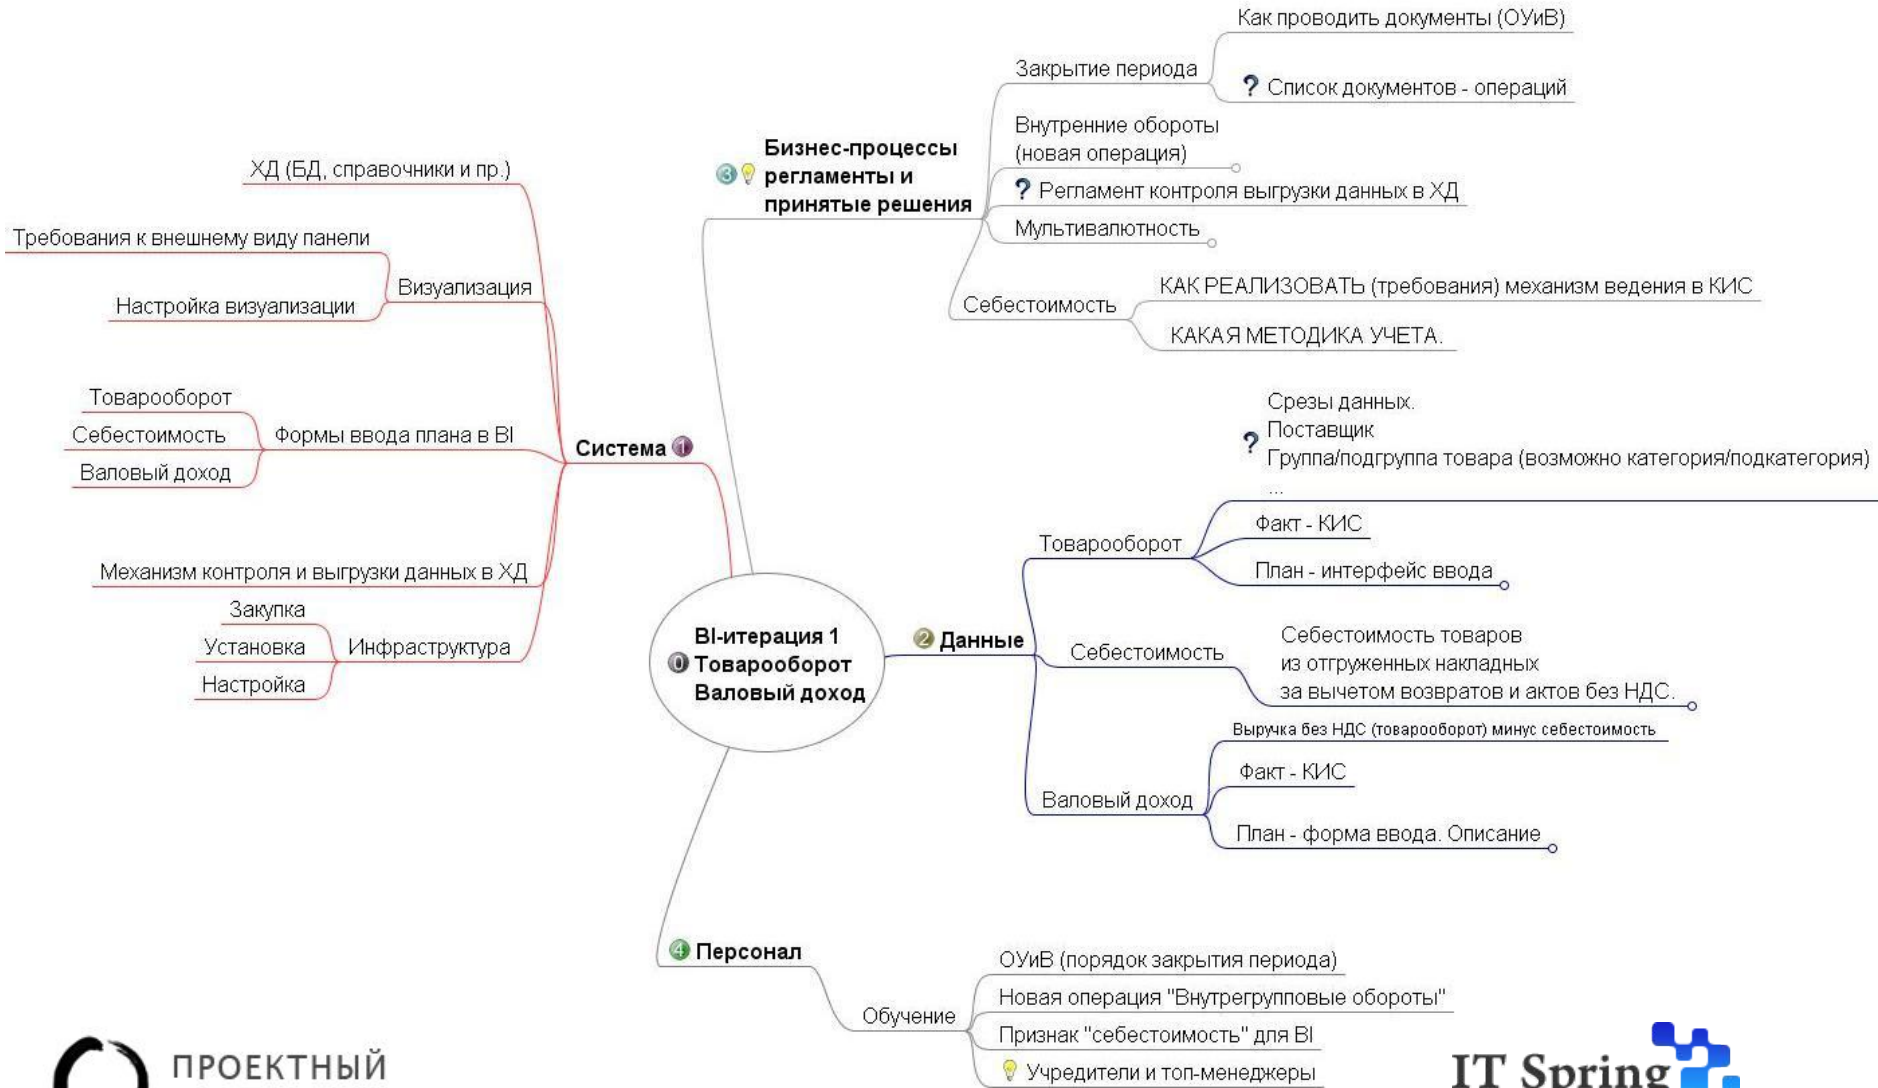 Как проводить документы (ОУиВ)
Закрытие периода
Список документов - операций
Внутренние обороты
(новая операция)
3
Бизнес-процессы
регламенты и
принятые решения
Регламент контроля выгрузки данных в ХД
Мультивалютность
КАК РЕАЛИЗОВАТЬ (требования) механизм ведения в КИС
Себестоимость
КАКАЯ МЕТОДИКА УЧЕТА.
ХД (БД, справочники и пр.)
Требования к внешнему виду панели
Визуализация
Настройка визуализации
Товарооборот
Себестоимость
Валовый доход
Формы ввода плана в BI
Система 1
Механизм контроля и выгрузки данных в ХД
Закупка
Установка
Настройка
Инфраструктура
BI-итерация 1
0 Товарооборот
Валовый доход
2 Данные
? Срезы данных.
Поставщик
Группа/подгруппа товара (возможно категория/подкатегория)
...
Товарооборот
Факт - КИС
План - интерфейс ввода
Себестоимость
Себестоимость товаров
из отгруженных накладных
за вычетом возвратов и актов без НДС.
Выручка без НДС (товарооборот) минус себестоимость
Факт - КИС
Валовый доход
План - форма ввода. Описание
4 Персонал
Обучение
ОУиВ (порядок закрытия периода)
Новая операция "Внутрегрупповые обороты"
Признак "себестоимость" для BI
Учредители и топ-менеджеры
ПРОЕКТНЫЙ
IT Spring